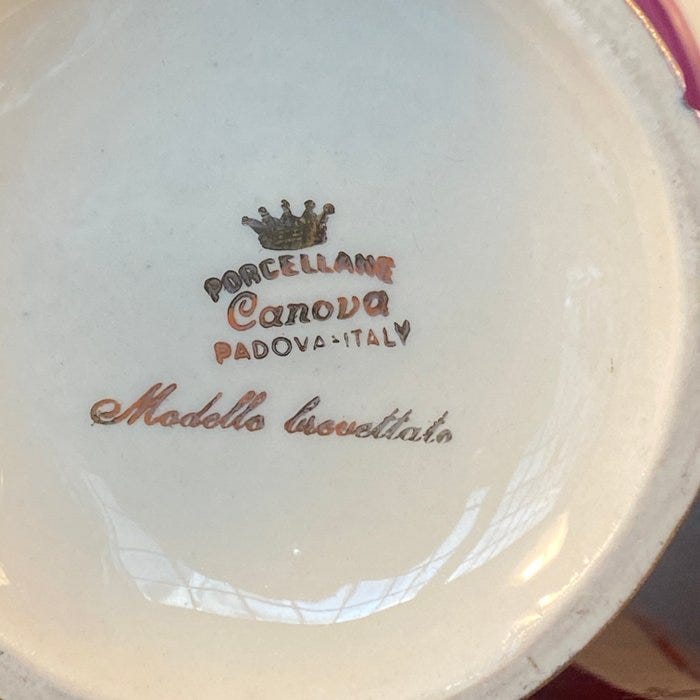 PORCELLANE
Canova
PADOVA-ITALY
Modello brevettato